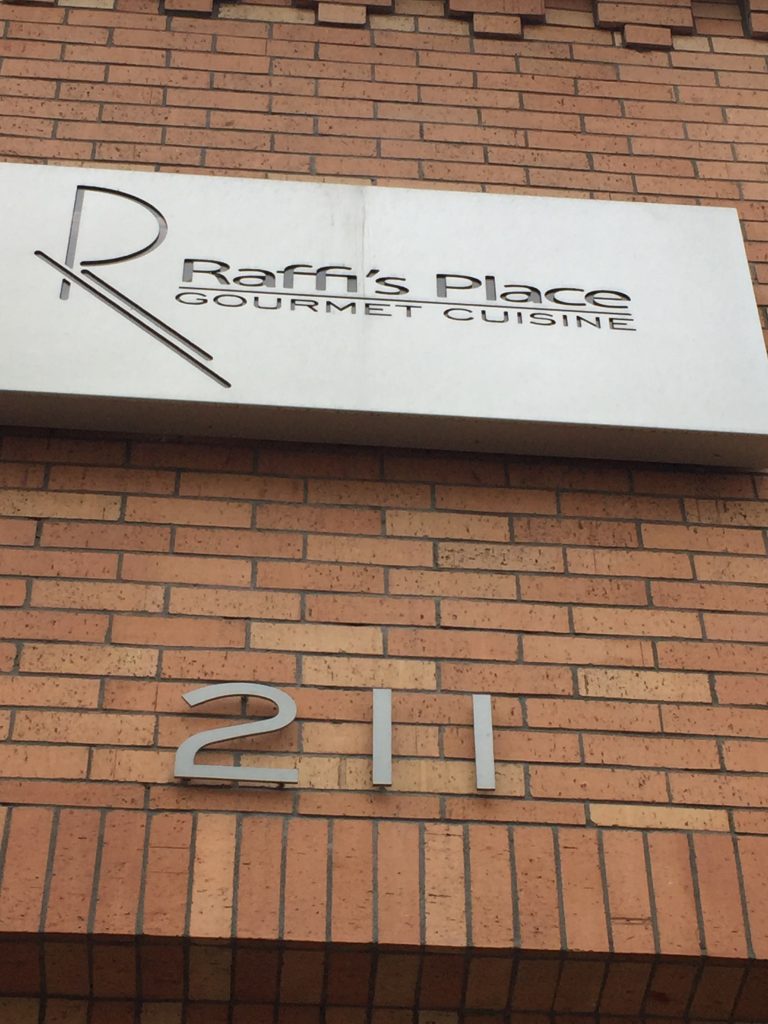 R
Raffi's Place
GOURMET CUISINE
211